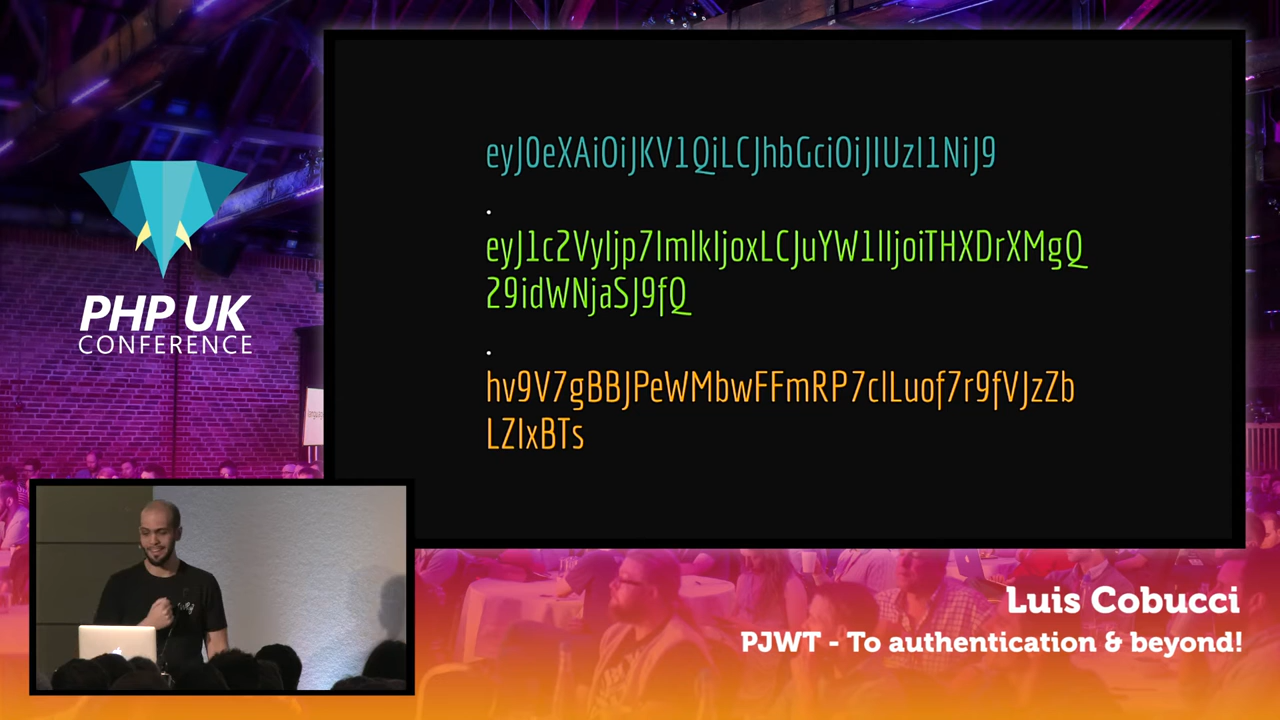 eyJ0eXAiOiJKV1QiLCJhbGciOiJIUzI1NiJ9
.
eyJ1c2VyIjp7ImlkIjoxLCJuYW1lIjoiTHXDrXMgQ
29idWNjaSJ9fQ
.
hv9V7gBBJPeWMbwFFmRP7clLuof7r9fVJzZb
LZIxBTs
PHP UK
CONFERENCE
Luis Cobucci
PJWT - To authentication & beyond!